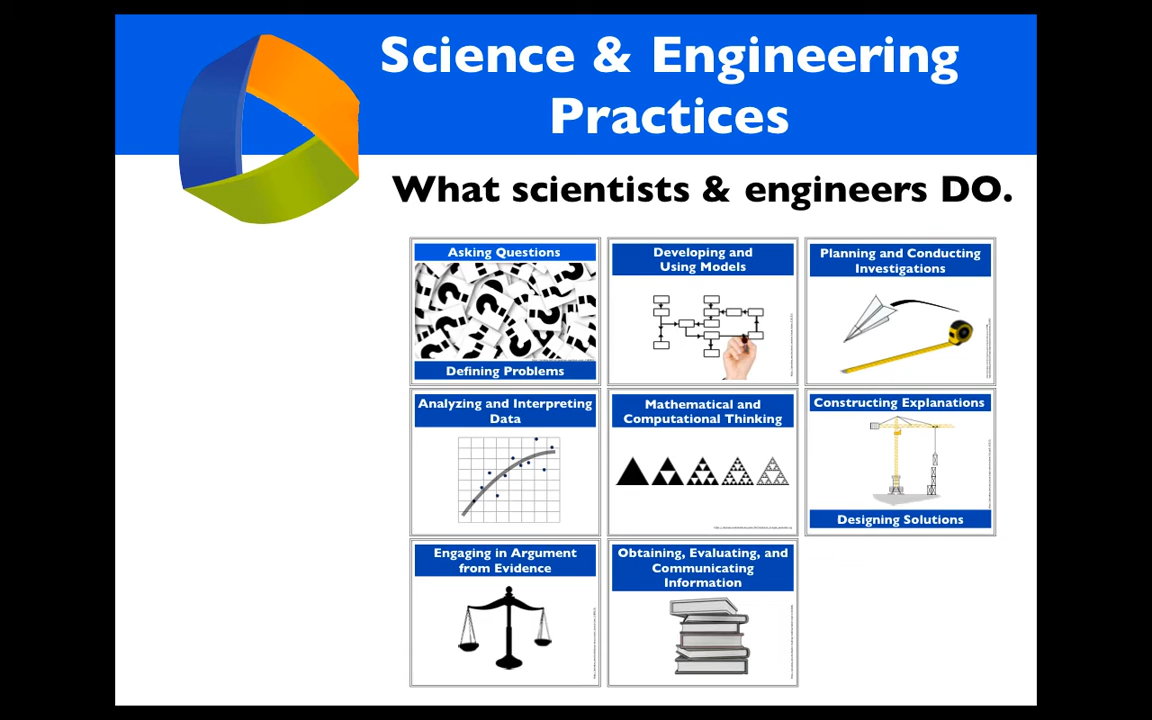 Science & Engineering
Practices
What scientists & engineers DO.
Asking Questions
Defining Problems
Developing and
Using Models
Planning and Conducting
Investigations
Analyzing and Interpreting
Data
Mathematical and
Computational Thinking
Constructing Explanations
Designing Solutions
Engaging in Argument
from Evidence
Obtaining, Evaluating, and
Communicating
Information